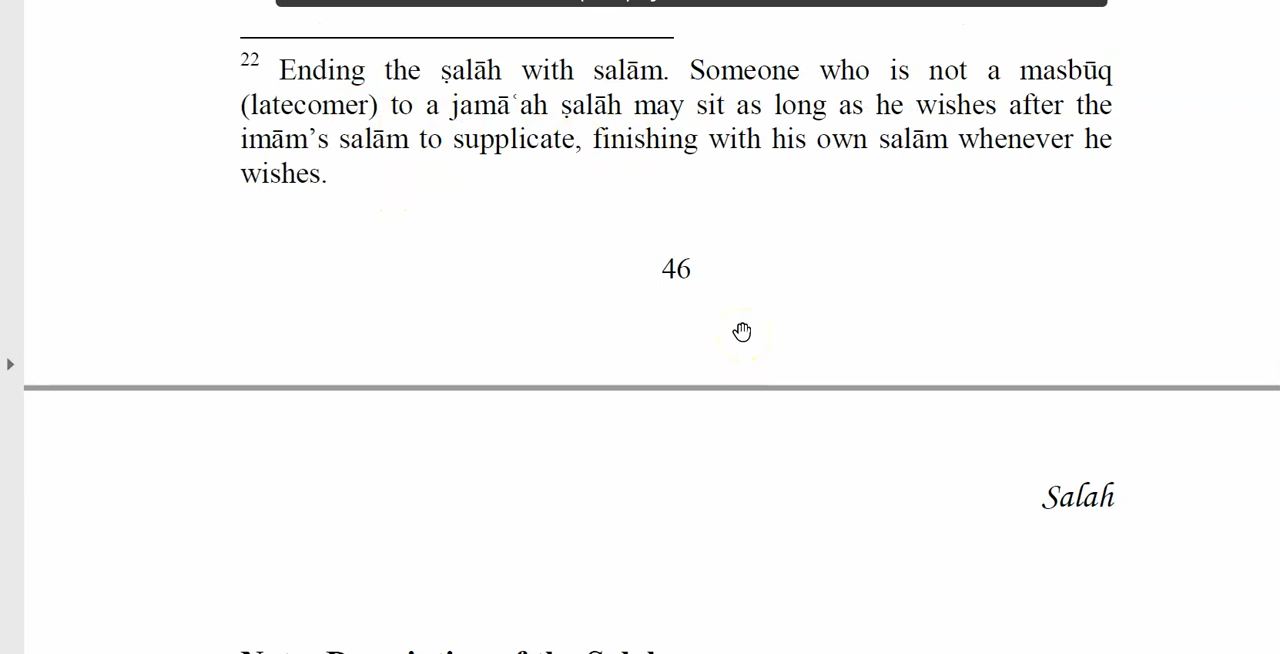 22 Ending the ṣalāh with salām. Someone who is not a masbūq
(latecomer) to a jamāʿah ṣalāh may sit as long as he wishes after the
imām’s salām to supplicate, finishing with his own salām whenever he
wishes.
46
Salah